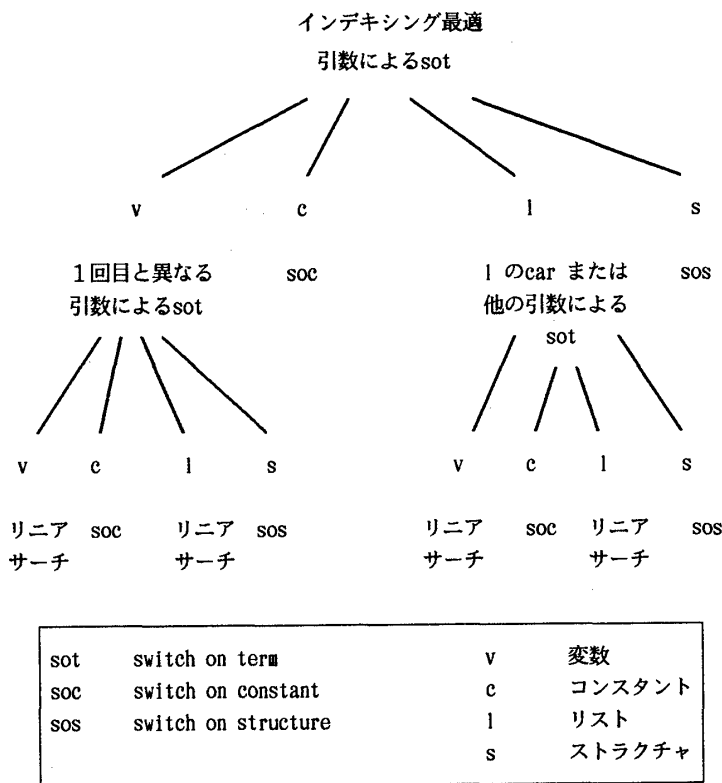 インデキシング最適
引数によるsot
v c l s
1回目と異なる soc l のcar または sos
引数によるsot 他の引数による
sot
v c l s v c l s
リニア soc リニア sos リニア soc リニア sos
サーチ サーチ サーチ サーチ
sot switch on term v 変数
soc switch on constant c コンスタント
sos switch on structure l リスト
s ストラクチャ